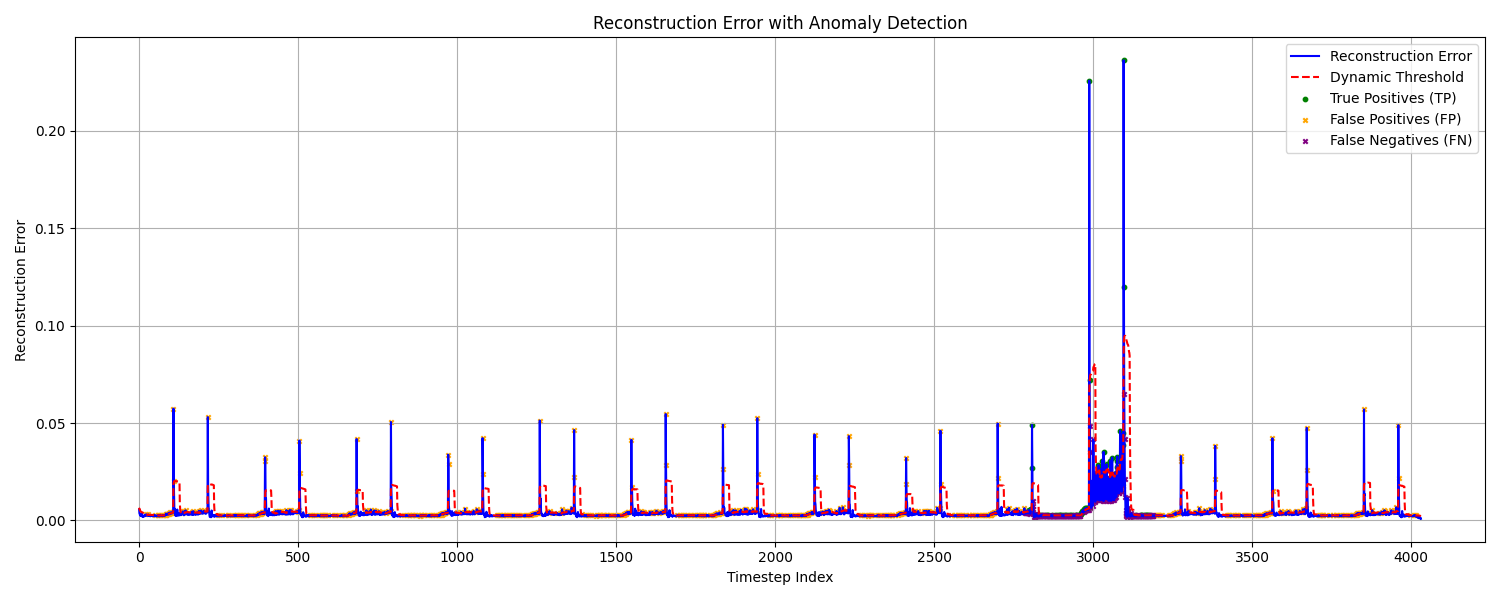 Reconstruction Error with Anomaly Detection
Reconstruction Error
Dynamic Threshold
True Positives (TP)
False Positives (FP)
False Negatives (FN)
0.20
0.15
0.10
0.05
0.00
Reconstruction Error
0 500 1000 1500 2000 2500 3000 3500 4000
Timestep Index